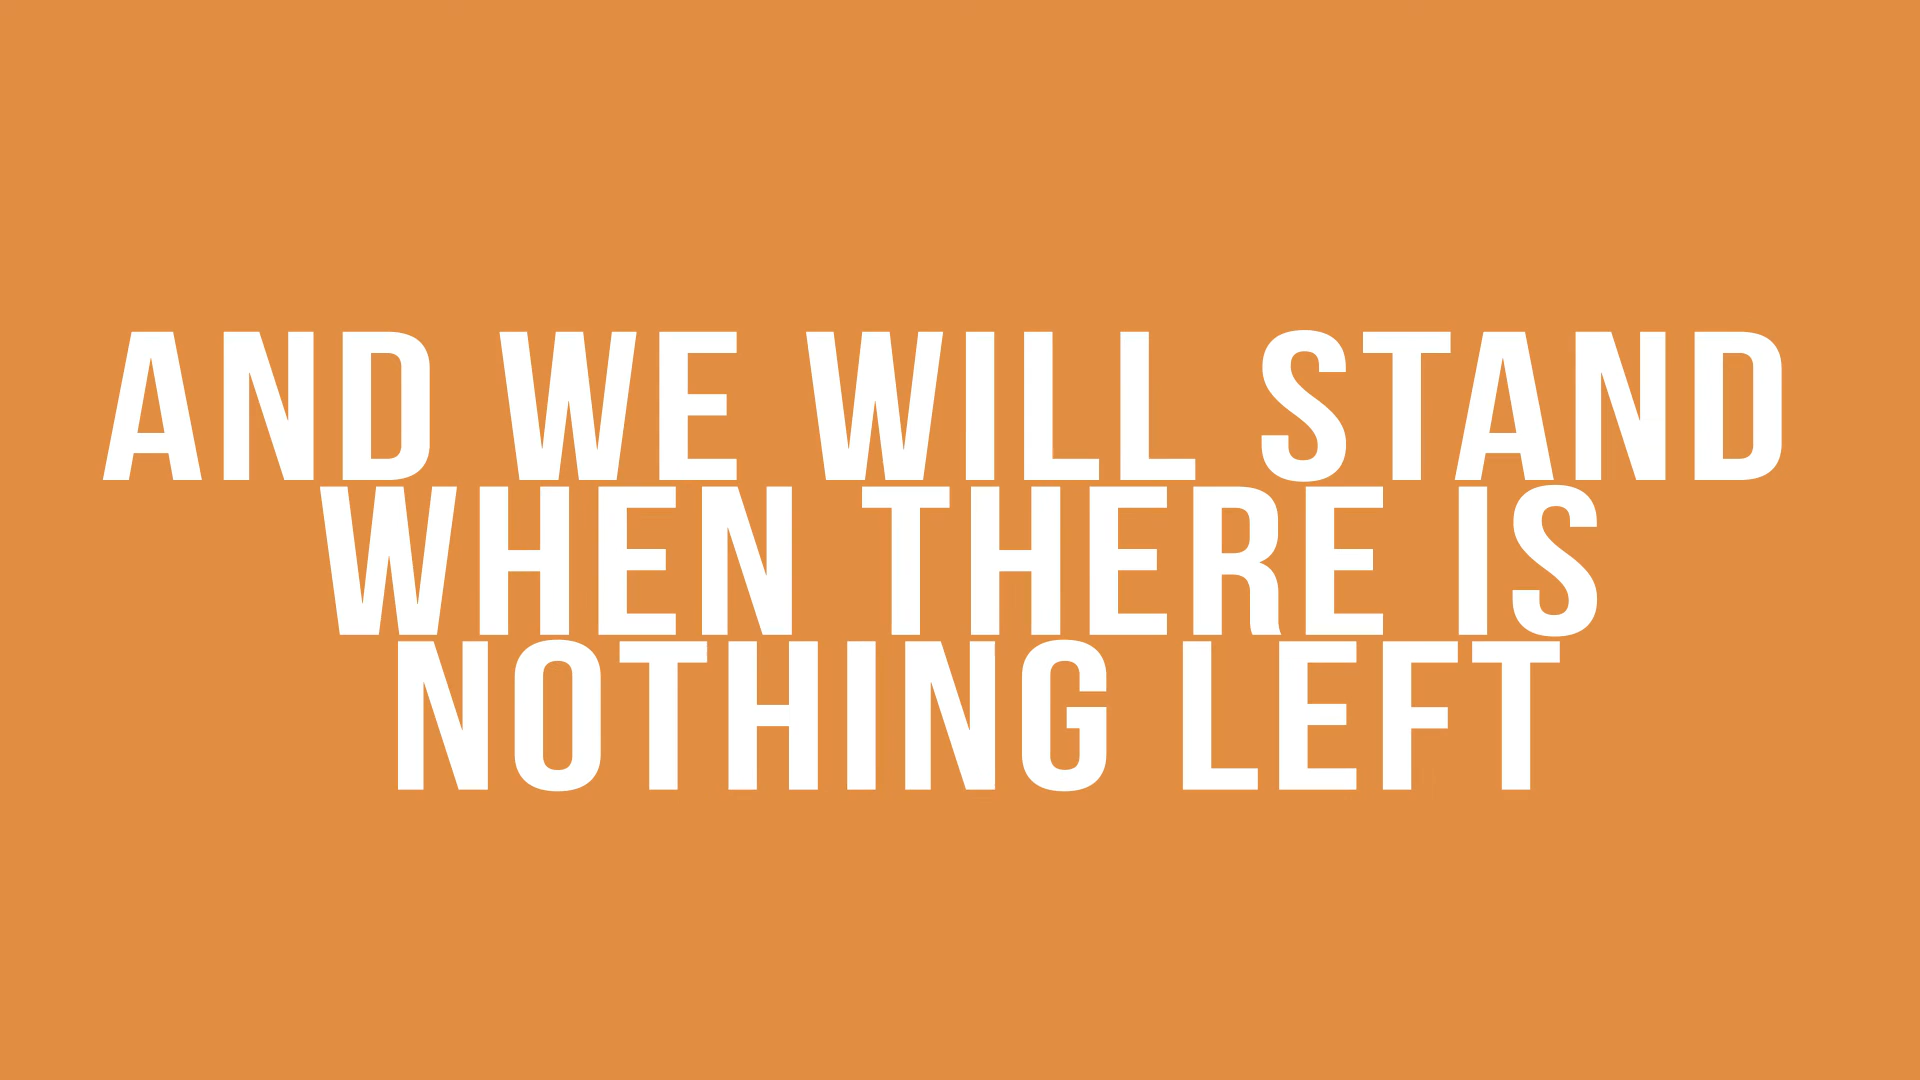 AND WE WILL STAND
WHEN THERE IS
NOTHING LEFT